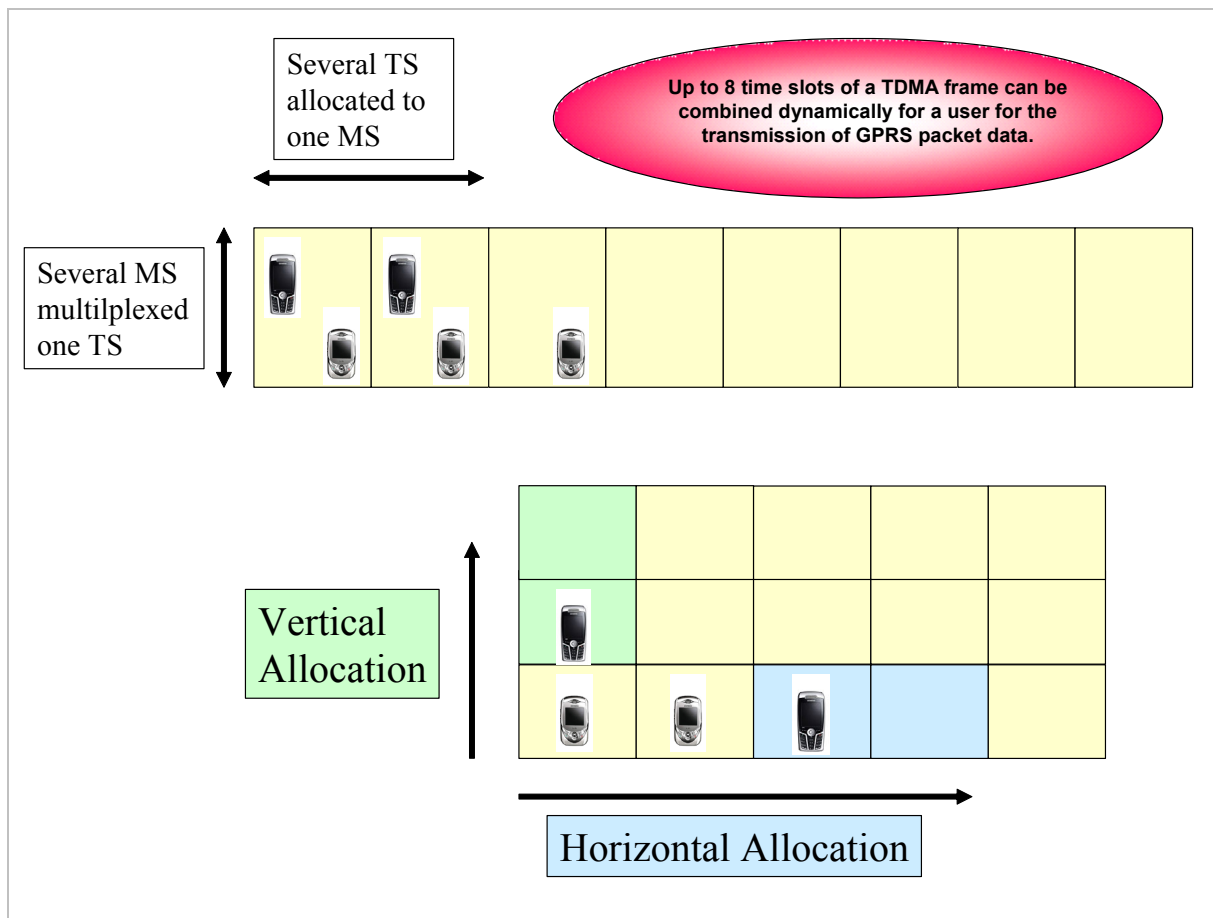 Several TS
allocated to
one MS
Up to 8 time slots of a TDMA frame can be
combined dynamically for a user for the
transmission of GPRS packet data.
Several MS
multilplexed
one TS
Vertical
Allocation
Horizontal Allocation